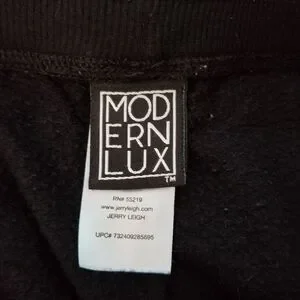 MOD
ERN
LUX
TM
RN# 55219
www.jerryleigh.com
JERRY LEIGH
UPC# 732409285695